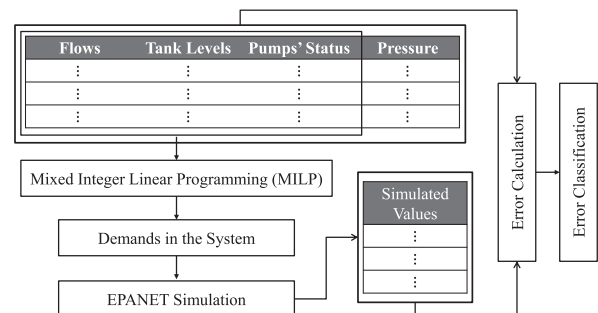 Flows Tank Levels Pumps' Status Pressure
Mixed Integer Linear Programming (MILP)
Demands in the System
EPANET Simulation
Simulated
Values
Error Calculation
Error Classification